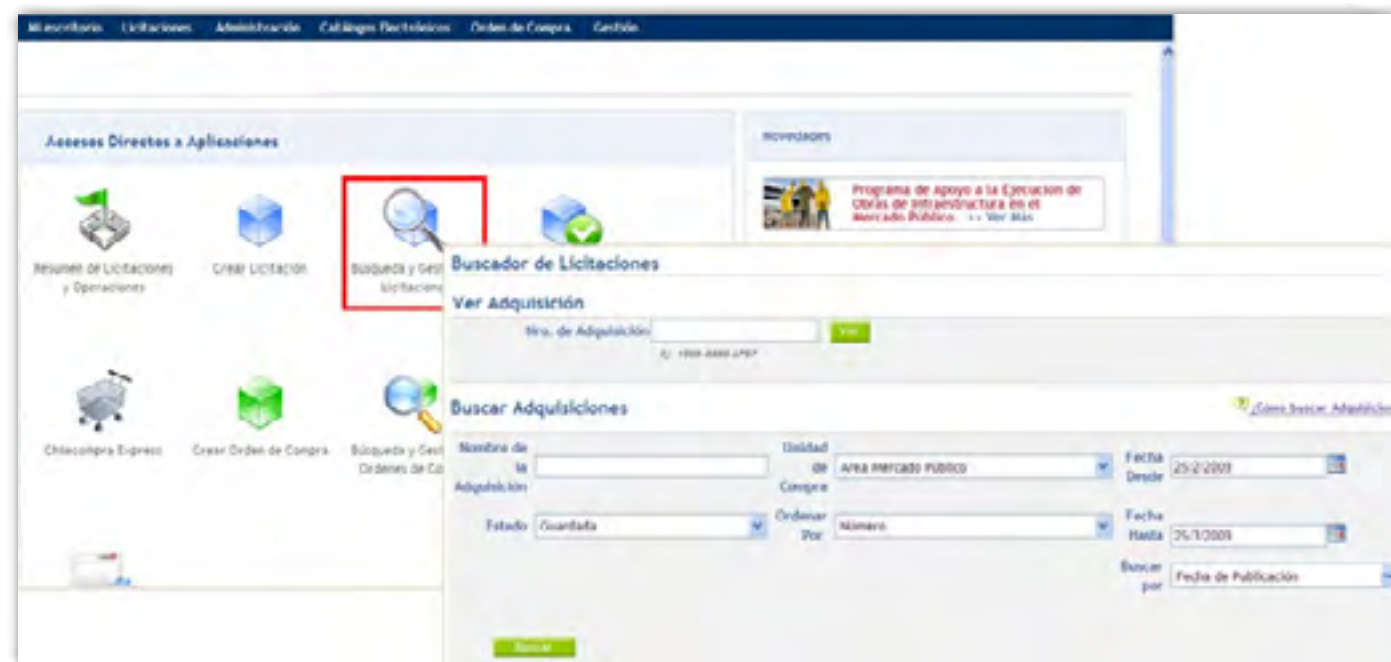 Mi escritorio Licitaciones Administración Catálogos Electrónicos Orden de Compra Gestión
Accesos Directos a Aplicaciones
Novedades
Programa de Apoyo a la Ejecución de
Obras de Infraestructura en el
Mercado Público. >> Ver Más
Resumen de Licitaciones
y Operaciones
Crear Licitación
Búsqueda y Gest
Licitacione
Chilecompra Express
Crear Orden de Compra
Búsqueda y Gest
Ordenes de Co
Buscador de Licitaciones
Ver Adquisición
Nro. de Adquisición
Ver
Buscar Adquisiciones
¿Cómo buscar Adquisicio
Nombre de
la
Adquisición
Unidad
de
Compra
Area Mercado Público
Fecha
Desde
25/2/2009
Estado
Guardada
Ordenar
Por
Número
Fecha
Hasta
Buscar
por
Fecha de Publicación
Buscar